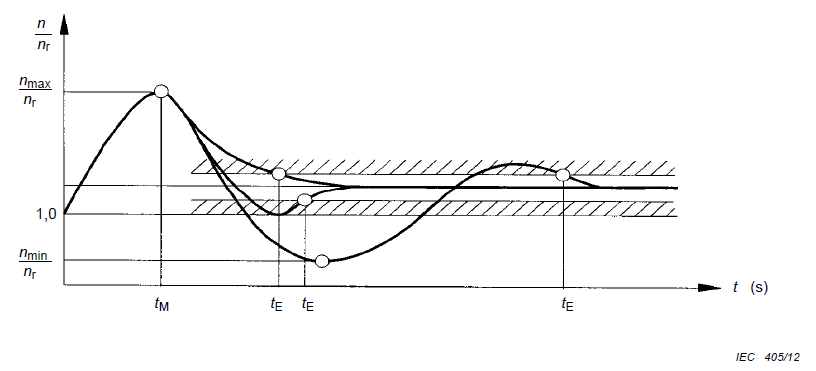 n
nr
nmax
nr
1,0
nmin
nr
tM
tE
tE
tE
t (s)
IEC 405/12